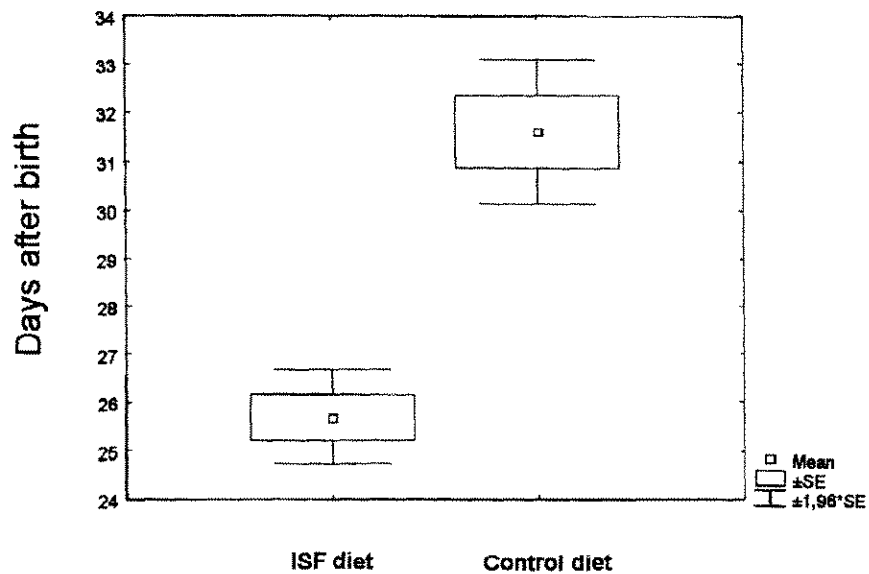 34
33
32
31
30
29
28
27
26
25
24
Days after birth
ISF diet
Control diet
Mean
±SE
±1,96*SE